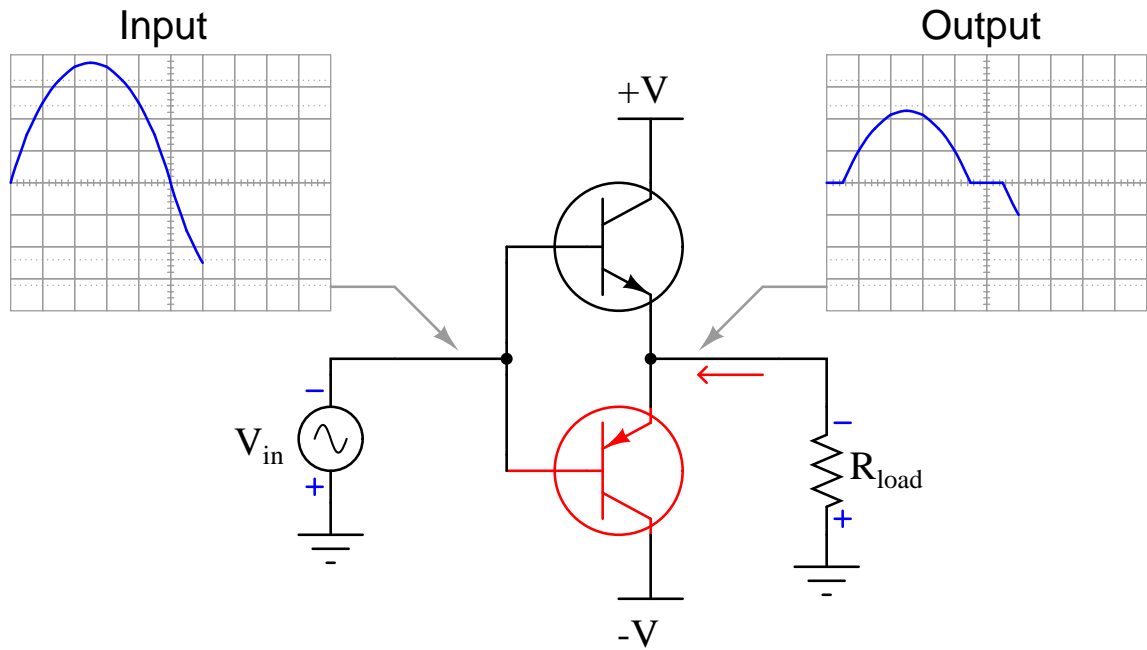 Input
Output
+V
−
V_in
+
−
R_load
+
-V